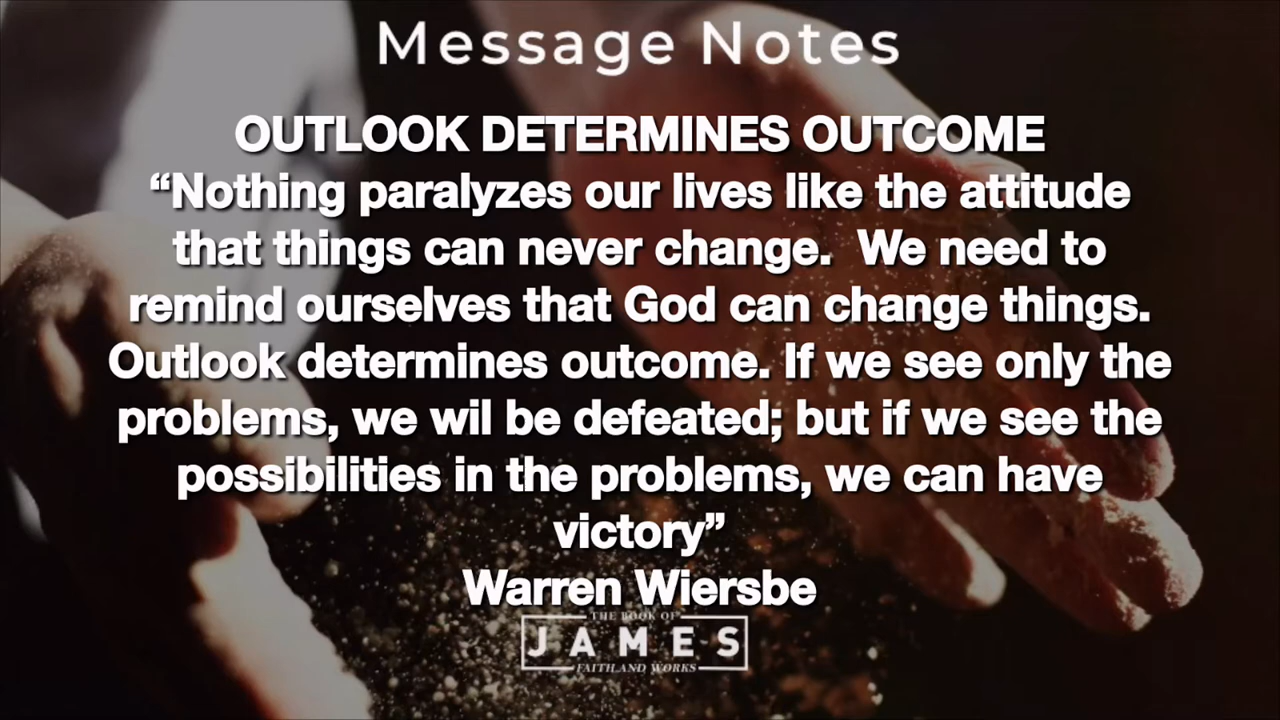 Message Notes
OUTLOOK DETERMINES OUTCOME
“Nothing paralyzes our lives like the attitude
that things can never change.  We need to
remind ourselves that God can change things.
Outlook determines outcome. If we see only the
problems, we wil be defeated; but if we see the
possibilities in the problems, we can have
victory”
Warren Wiersbe
THE BOOK OF
JAMES
FAITH AND WORKS